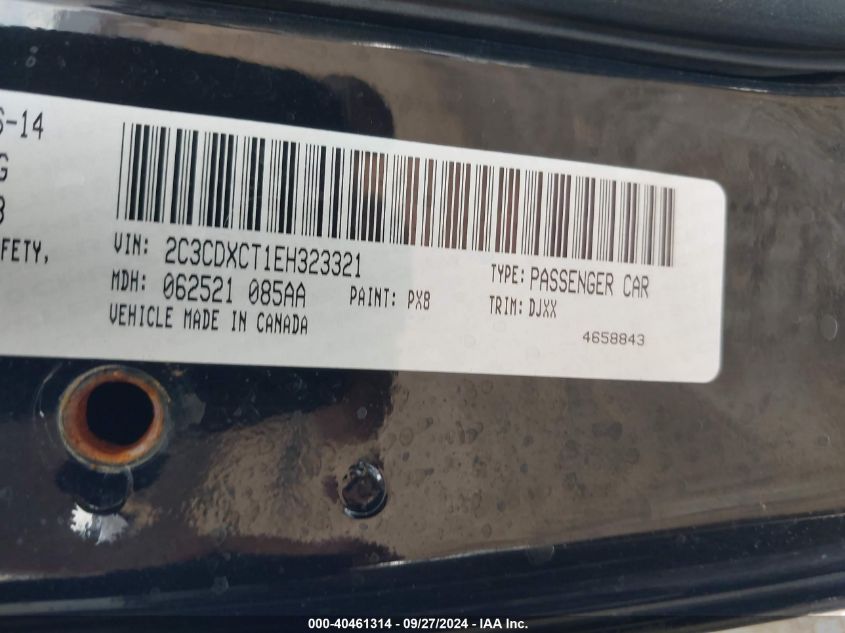 6-14
G
FETY,
VIN: 2C3CDXCT1EH323321
MDH: 062521 085AA
PAINT: PX8
VEHICLE MADE IN CANADA
TYPE: PASSENGER CAR
TRIM: DJXX
4658843
000-40461314 - 09/27/2024 - IAA Inc.